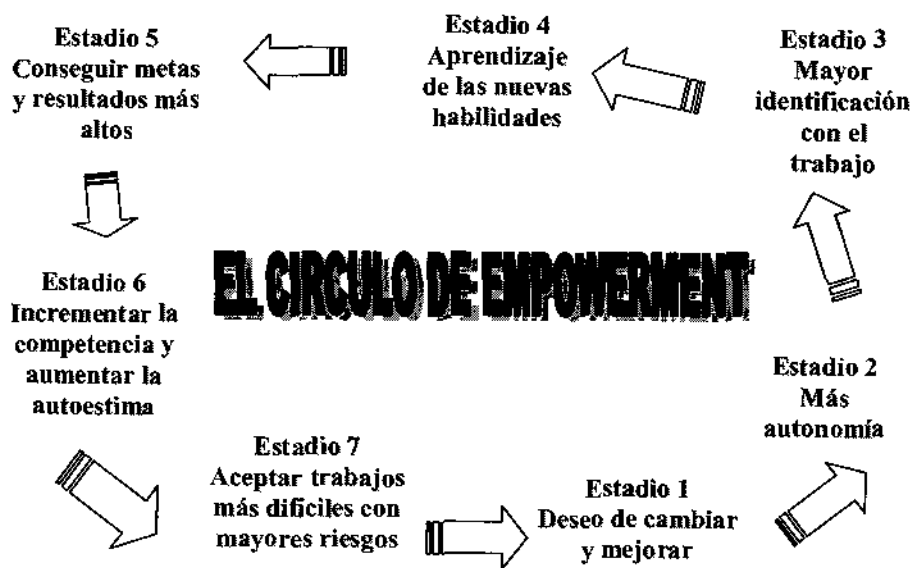 Estadio 5
Conseguir metas
y resultados más
altos
Estadio 4
Aprendizaje
de las nuevas
habilidades
Estadio 3
Mayor
identificación
con el
trabajo
EL CIRCULO DE EMPOWERMENT
Estadio 6
Incrementar la
competencia y
aumentar la
autoestima
Estadio 2
Más
autonomía
Estadio 7
Aceptar trabajos
más dificiles con
mayores riesgos
Estadio 1
Deseo de cambiar
y mejorar